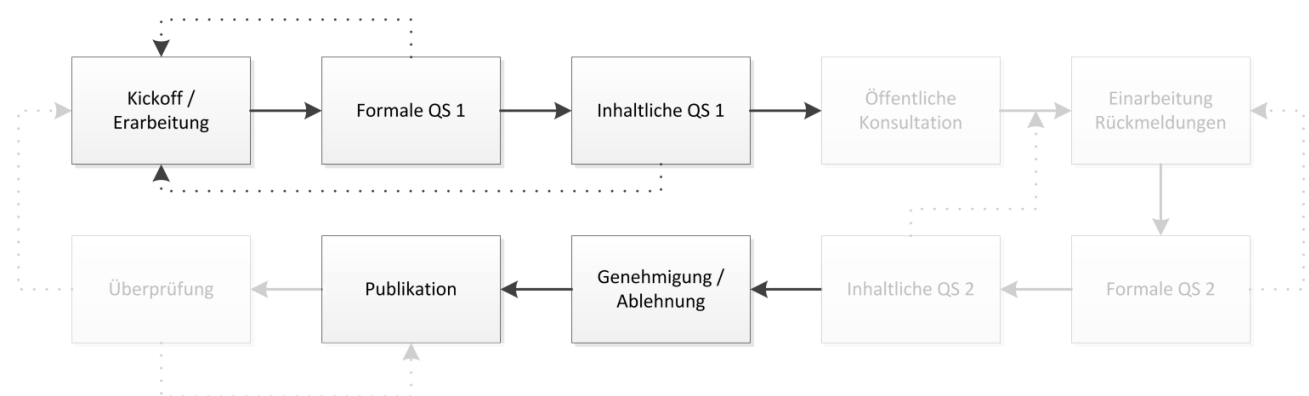 Kickoff /
Erarbeitung
Formale QS 1
Inhaltliche QS 1
Öffentliche
Konsultation
Einarbeitung
Rückmeldungen
Überprüfung
Publikation
Genehmigung /
Ablehnung
Inhaltliche QS 2
Formale QS 2